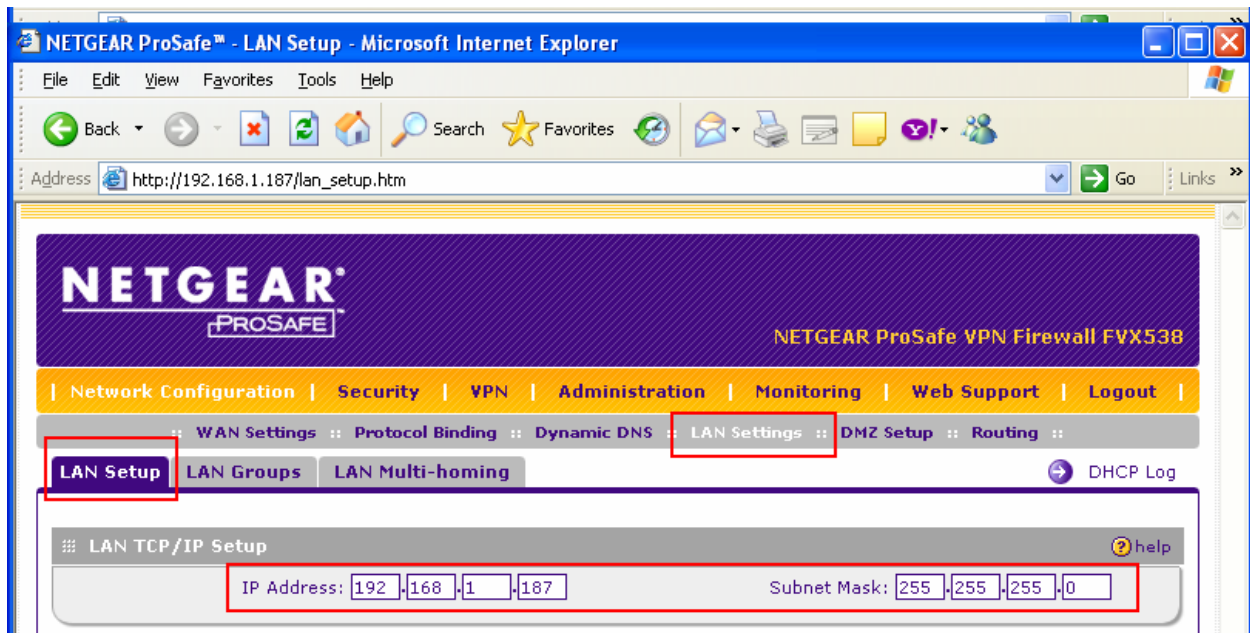 NETGEAR ProSafe™ - LAN Setup - Microsoft Internet Explorer
File Edit View Favorites Tools Help
Back Search Favorites
Address http://192.168.1.187/lan_setup.htm Go Links »
NETGEAR®
PROSAFE™
NETGEAR ProSafe VPN Firewall FVX538
| Network Configuration | Security | VPN | Administration | Monitoring | Web Support | Logout |
:: WAN Settings :: Protocol Binding :: Dynamic DNS :: LAN Settings :: DMZ Setup :: Routing ::
LAN Setup LAN Groups LAN Multi-homing DHCP Log
LAN TCP/IP Setup ? help
IP Address: 192 .168 .1 .187 Subnet Mask: 255 .255 .255 .0